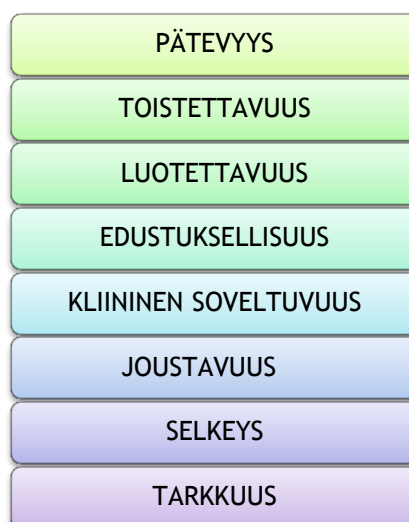 PÄTEVYYS
TOISTETTAVUUS
LUOTETTAVUUS
EDUSTUKSELLISUUS
KLIININEN SOVELTUVUUS
JOUSTAVUUS
SELKEYS
TARKKUUS